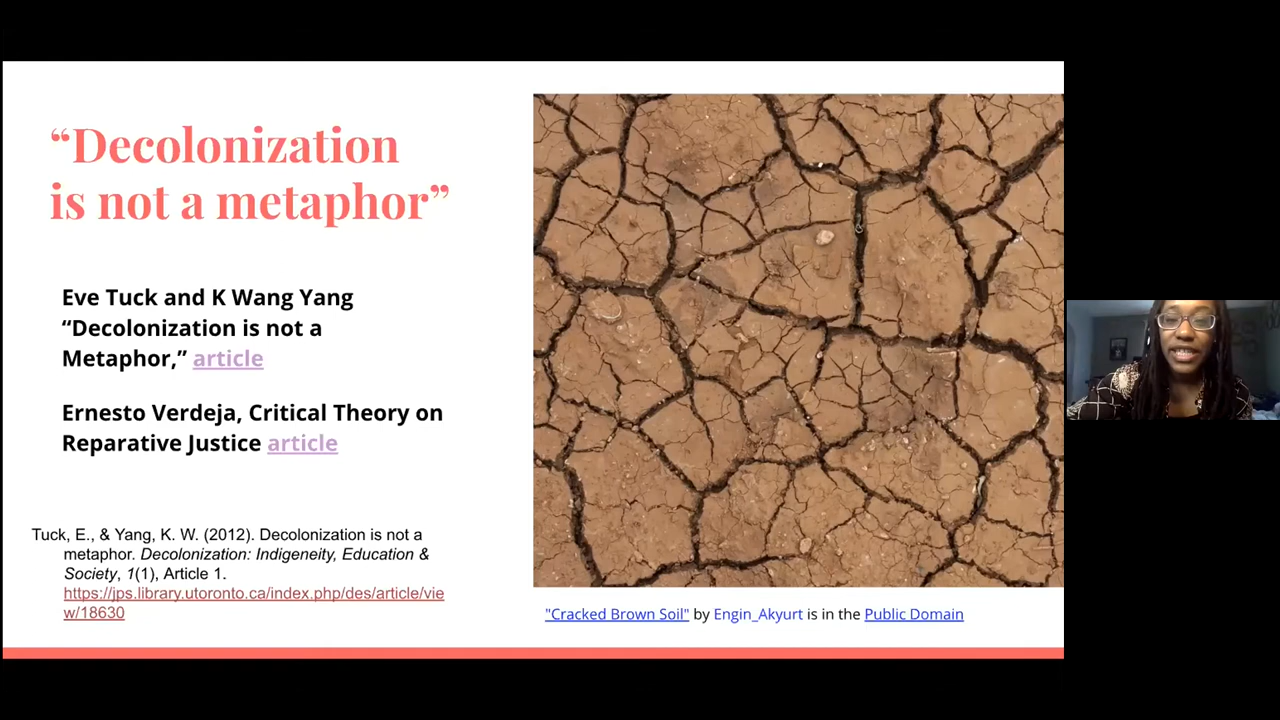 “Decolonization
is not a metaphor”
Eve Tuck and K Wang Yang
“Decolonization is not a
Metaphor,” article
Ernesto Verdeja, Critical Theory on
Reparative Justice article
Tuck, E., & Yang, K. W. (2012). Decolonization is not a
metaphor. Decolonization: Indigeneity, Education &
Society, 1(1), Article 1.
https://jps.library.utoronto.ca/index.php/des/article/vie
w/18630
"Cracked Brown Soil" by Engin_Akyurt is in the Public Domain